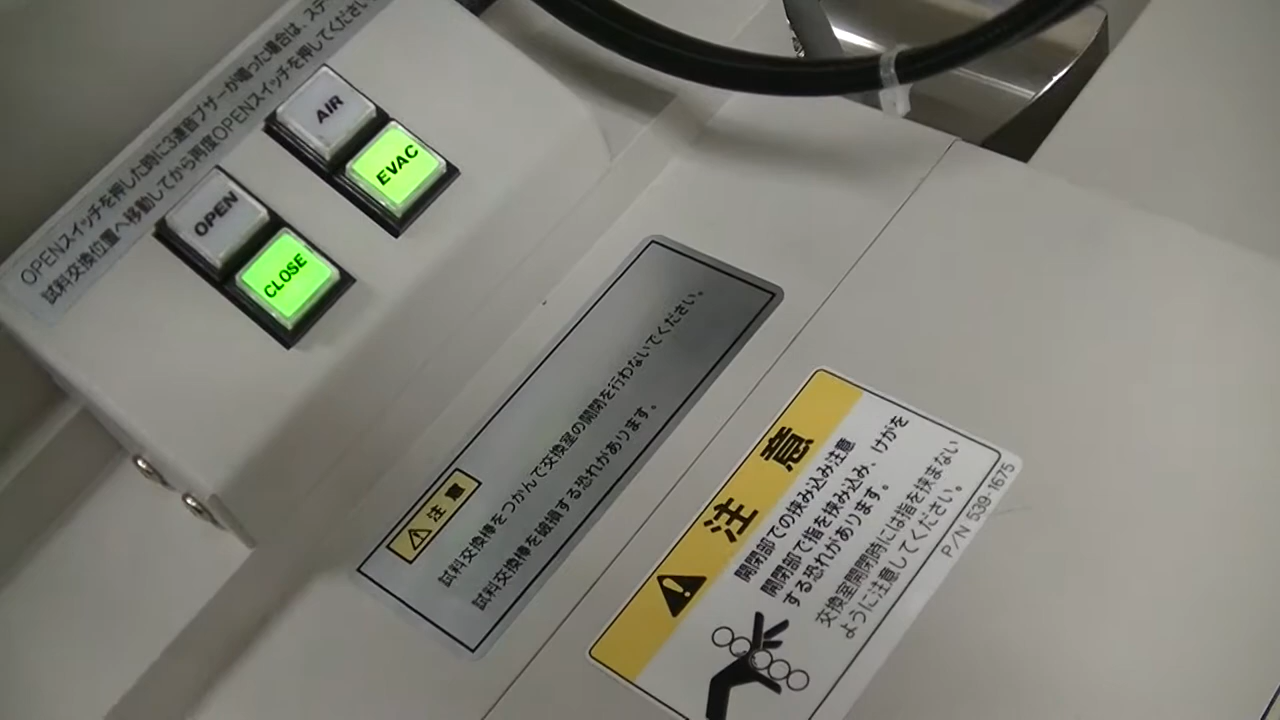 OPENスイッチを押した時に3連音ブザーが鳴った場合は、ステ
試料交換位置へ移動してから再度OPENスイッチを押してください
AIR
EVAC
OPEN
CLOSE
注意
試料交換棒をつかんで交換室の開閉を行わないでください。
試料交換棒を破損する恐れがあります。
注意
開閉部での挟み込み注意
開閉部で指を挟み込み、けがを
する恐れがあります。
交換室開閉時には指を挟まない
ように注意してください。
P/N 539-1675